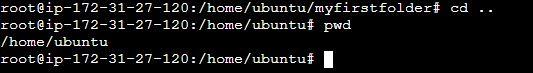 root@ip-172-31-27-120:/home/ubuntu/myfirstfolder# cd ..
root@ip-172-31-27-120:/home/ubuntu# pwd
/home/ubuntu
root@ip-172-31-27-120:/home/ubuntu#